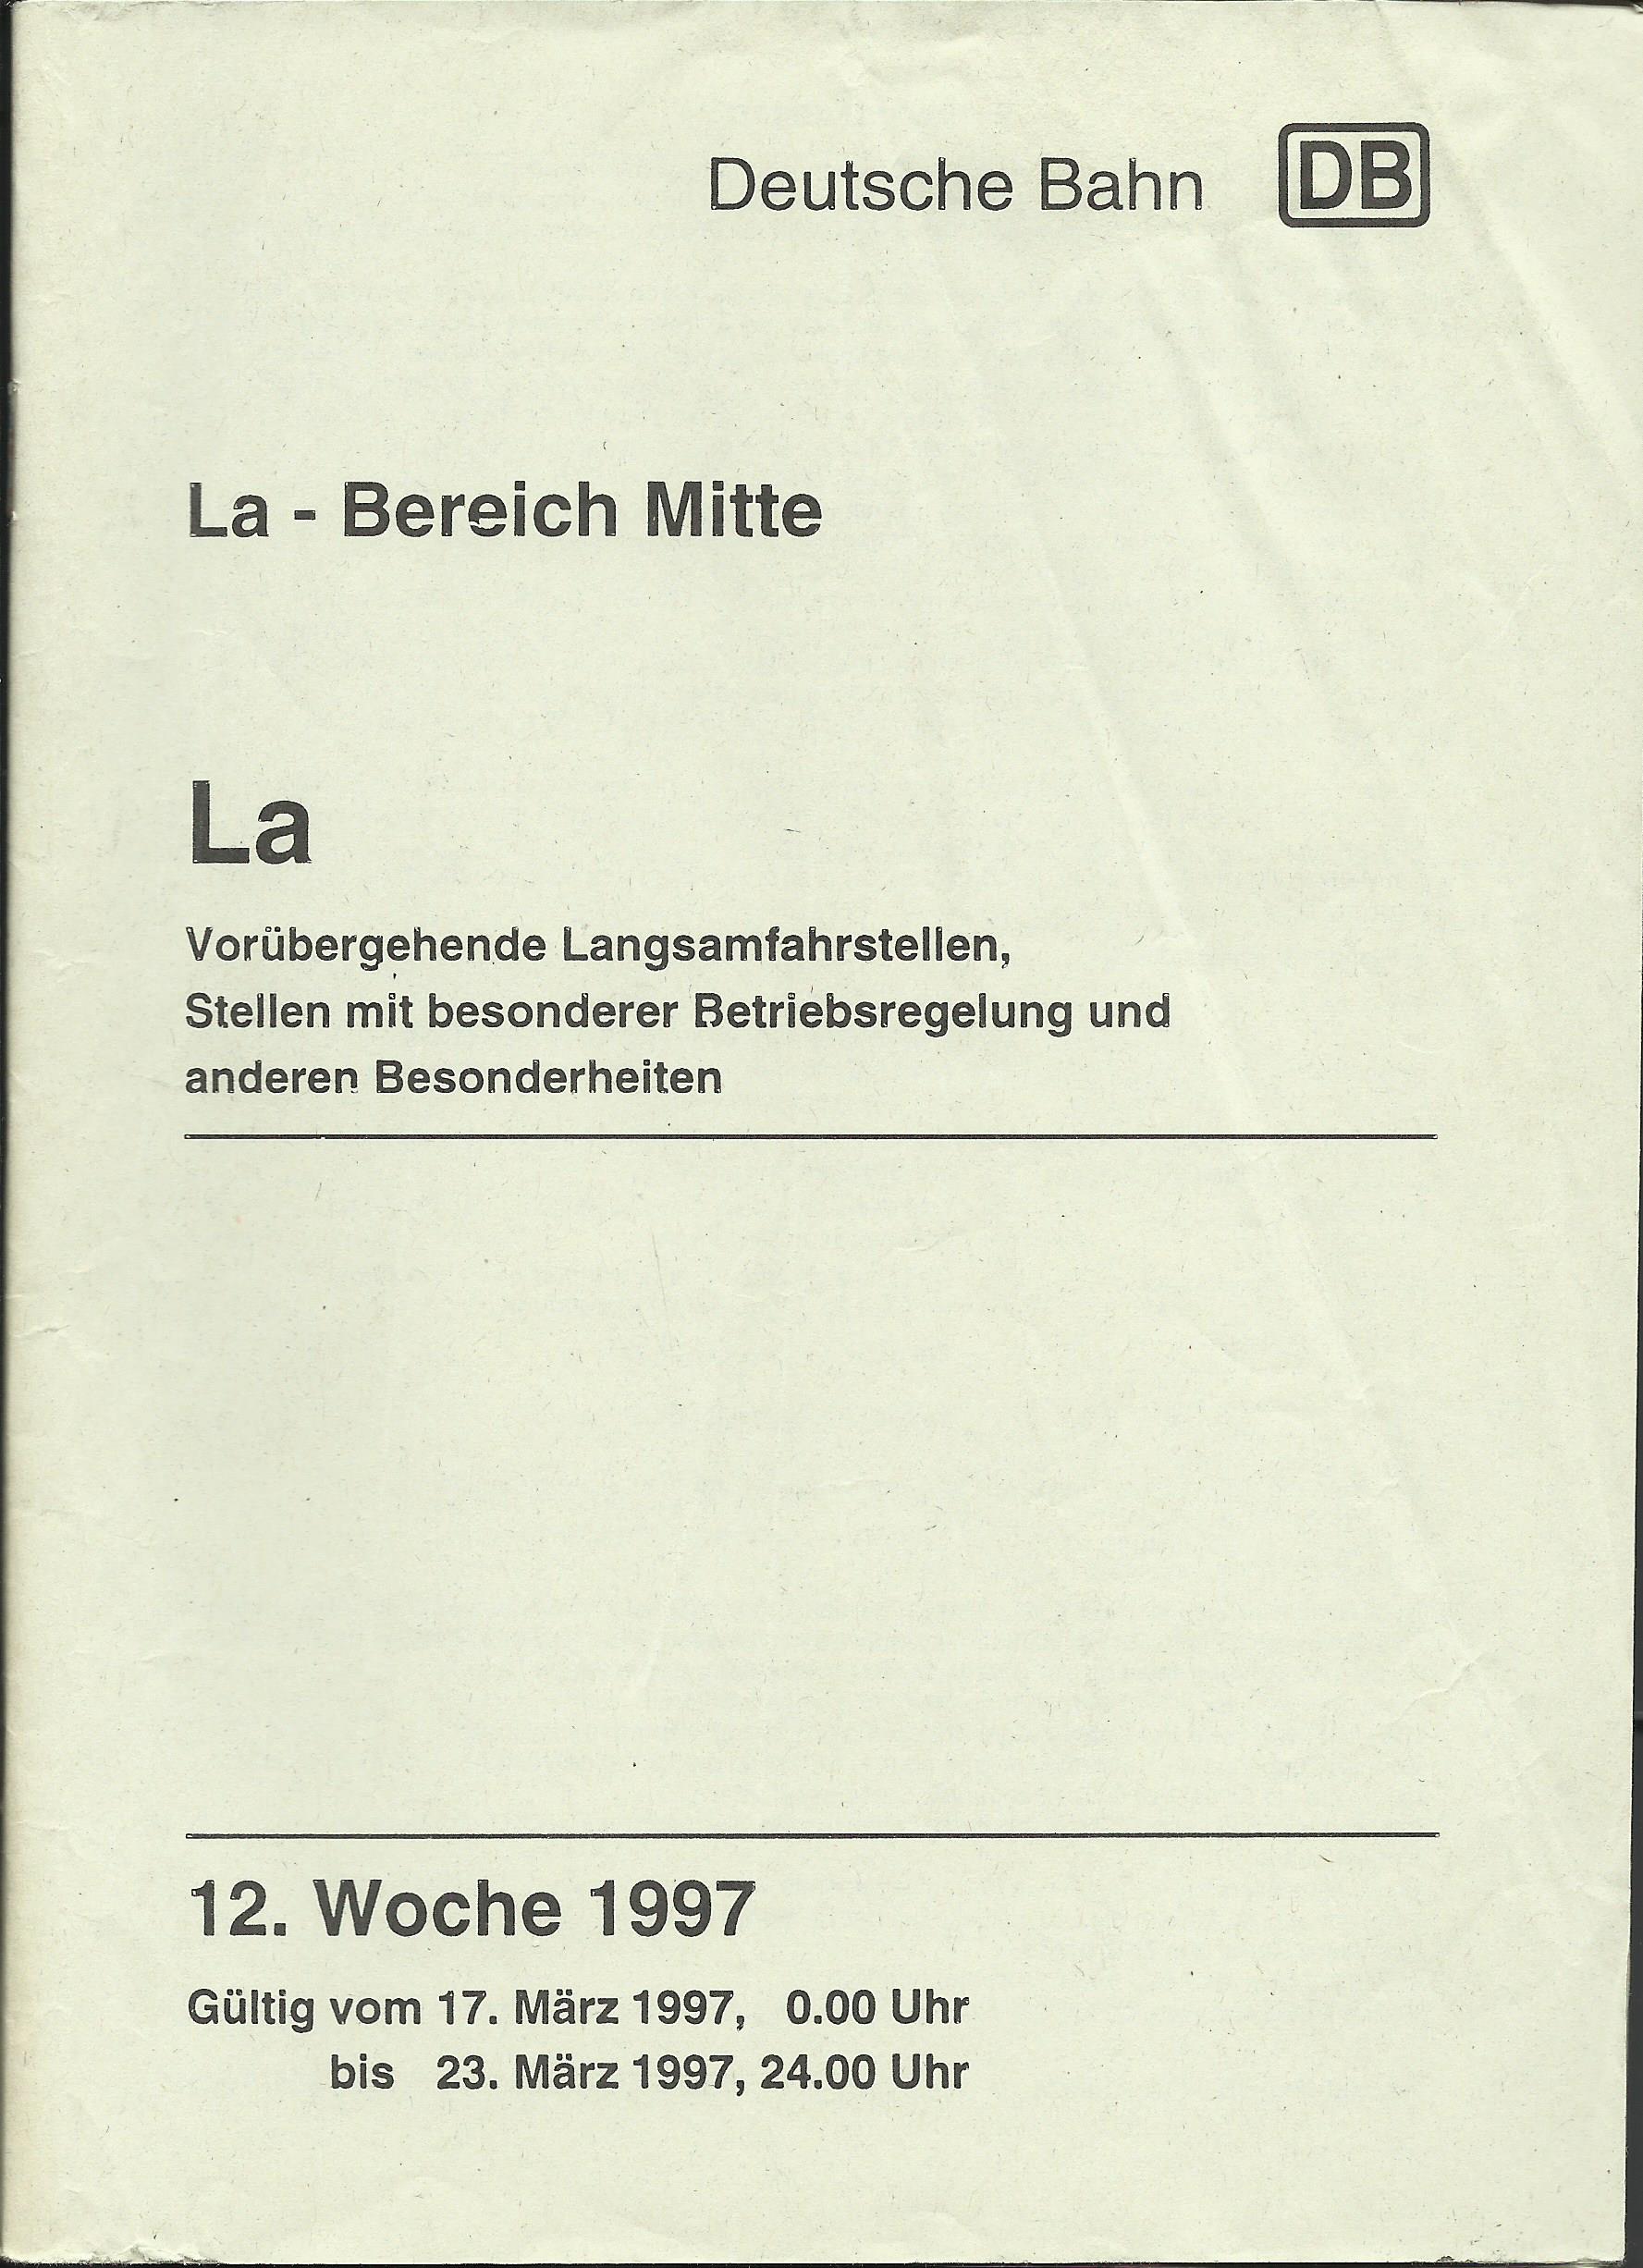 Deutsche Bahn DB
La - Bereich Mitte
La
Vorübergehende Langsamfahrstellen,
Stellen mit besonderer Betriebsregelung und
anderen Besonderheiten
12. Woche 1997
Gültig vom 17. März 1997, 0.00 Uhr
bis 23. März 1997, 24.00 Uhr